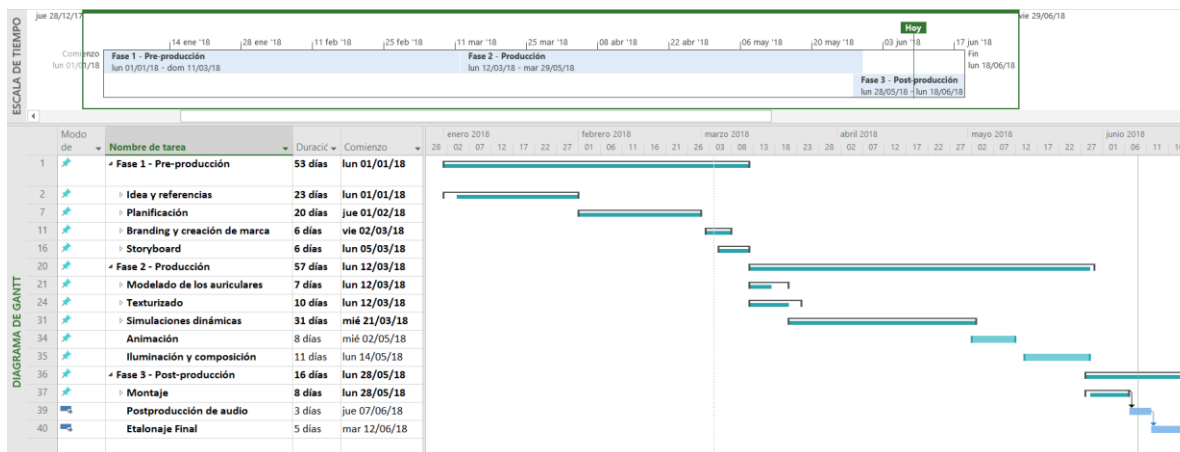 jue 28/12/17
vie 29/06/18
Hoy
14 ene '18 28 ene '18 11 feb '18 25 feb '18 11 mar '18 25 mar '18 08 abr '18 22 abr '18 06 may '18 20 may '18 03 jun '18 17 jun '18
ESCALA DE TIEMPO
Comienzo
lun 01/01/18
Fase 1 - Pre-producción
lun 01/01/18 - dom 11/03/18
Fase 2 - Producción
lun 12/03/18 - mar 29/05/18
Fin
lun 18/06/18
Fase 3 - Post-producción
lun 28/05/18 - lun 18/06/18
Modo de Nombre de tarea Duració Comienzo
enero 2018 febrero 2018 marzo 2018 abril 2018 mayo 2018 junio 2018
28 02 07 12 17 22 27 01 06 11 16 21 26 03 08 13 18 23 28 02 07 12 17 22 27 02 07 12 17 22 27 01 06 11 16
DIAGRAMA DE GANTT
1 Fase 1 - Pre-producción 53 días lun 01/01/18
2 Idea y referencias 23 días lun 01/01/18
7 Planificación 20 días jue 01/02/18
11 Branding y creación de marca 6 días vie 02/03/18
16 Storyboard 6 días lun 05/03/18
20 Fase 2 - Producción 57 días lun 12/03/18
21 Modelado de los auriculares 7 días lun 12/03/18
24 Texturizado 10 días lun 12/03/18
31 Simulaciones dinámicas 31 días mié 21/03/18
34 Animación 8 días mié 02/05/18
35 Iluminación y composición 11 días lun 14/05/18
36 Fase 3 - Post-producción 16 días lun 28/05/18
37 Montaje 8 días lun 28/05/18
39 Postproducción de audio 3 días jue 07/06/18
40 Etalonaje Final 5 días mar 12/06/18